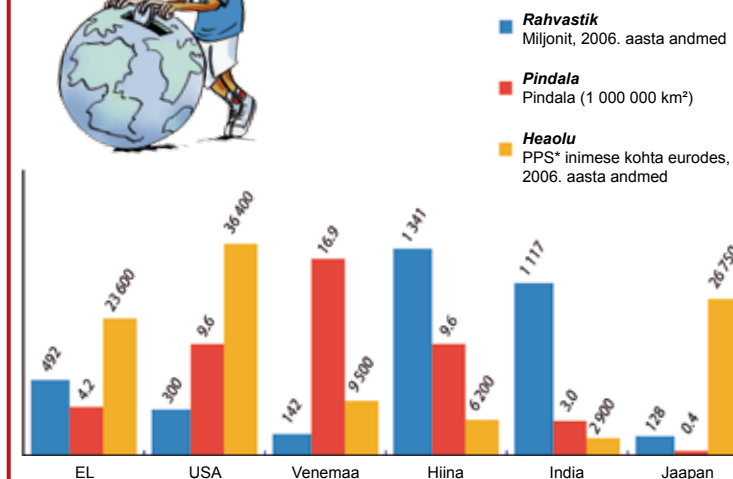 Rahvastik
Miljonit, 2006. aasta andmed
Pindala
Pindala (1 000 000 km²)
Heaolu
PPS* inimese kohta eurodes,
2006. aasta andmed
492
4.2
23 600
300
9.6
36 400
142
16.9
9 500
1 341
9.6
6 200
1 117
3.0
2 900
128
0.4
26 750
EL
USA
Venemaa
Hiina
India
Jaapan